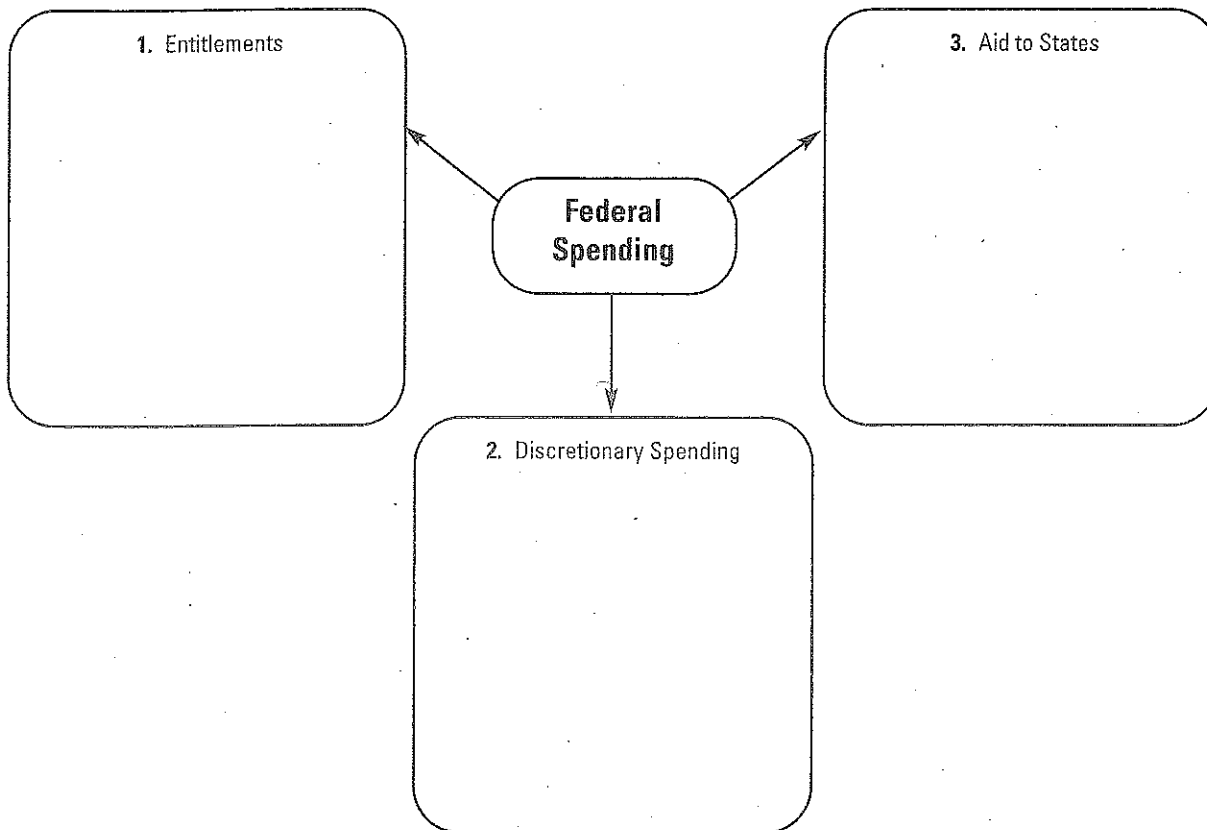 1. Entitlements
3. Aid to States
Federal
Spending
2. Discretionary Spending